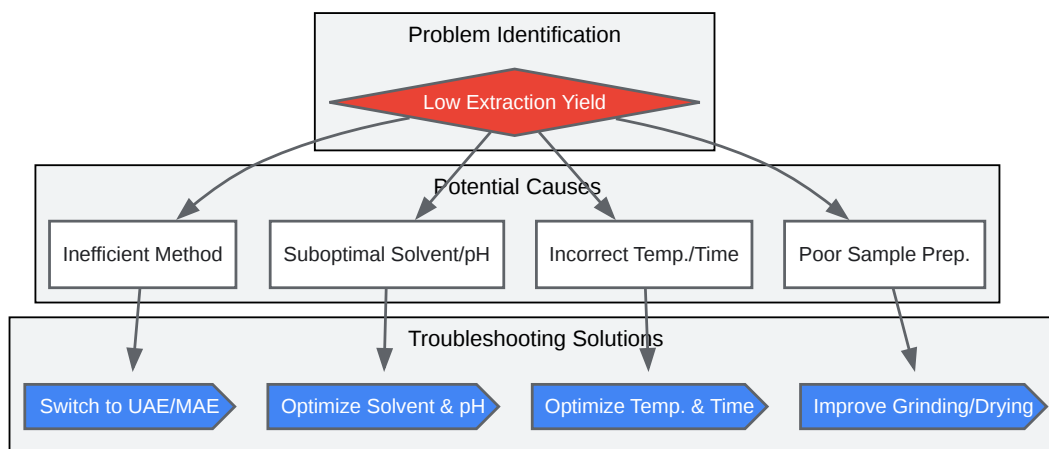 Problem Identification
Low Extraction Yield
Potential Causes
Inefficient Method
Suboptimal Solvent/pH
Incorrect Temp./Time
Poor Sample Prep.
Troubleshooting Solutions
Switch to UAE/MAE
Optimize Solvent & pH
Optimize Temp. & Time
Improve Grinding/Drying